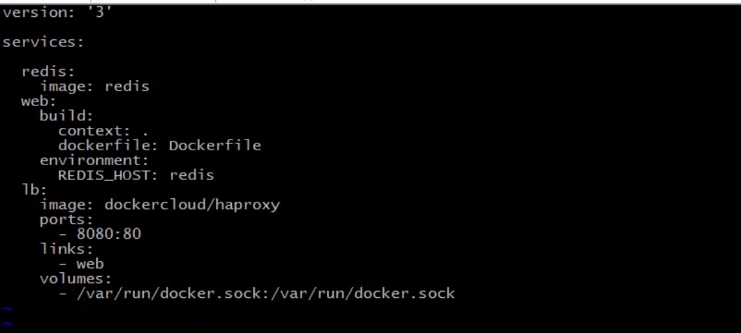 version: '3'
services:
redis:
image: redis
web:
build:
context: .
dockerfile: Dockerfile
environment:
REDIS_HOST: redis
lb:
image: dockercloud/haproxy
ports:
- 8080:80
links:
- web
volumes:
- /var/run/docker.sock:/var/run/docker.sock
~
~